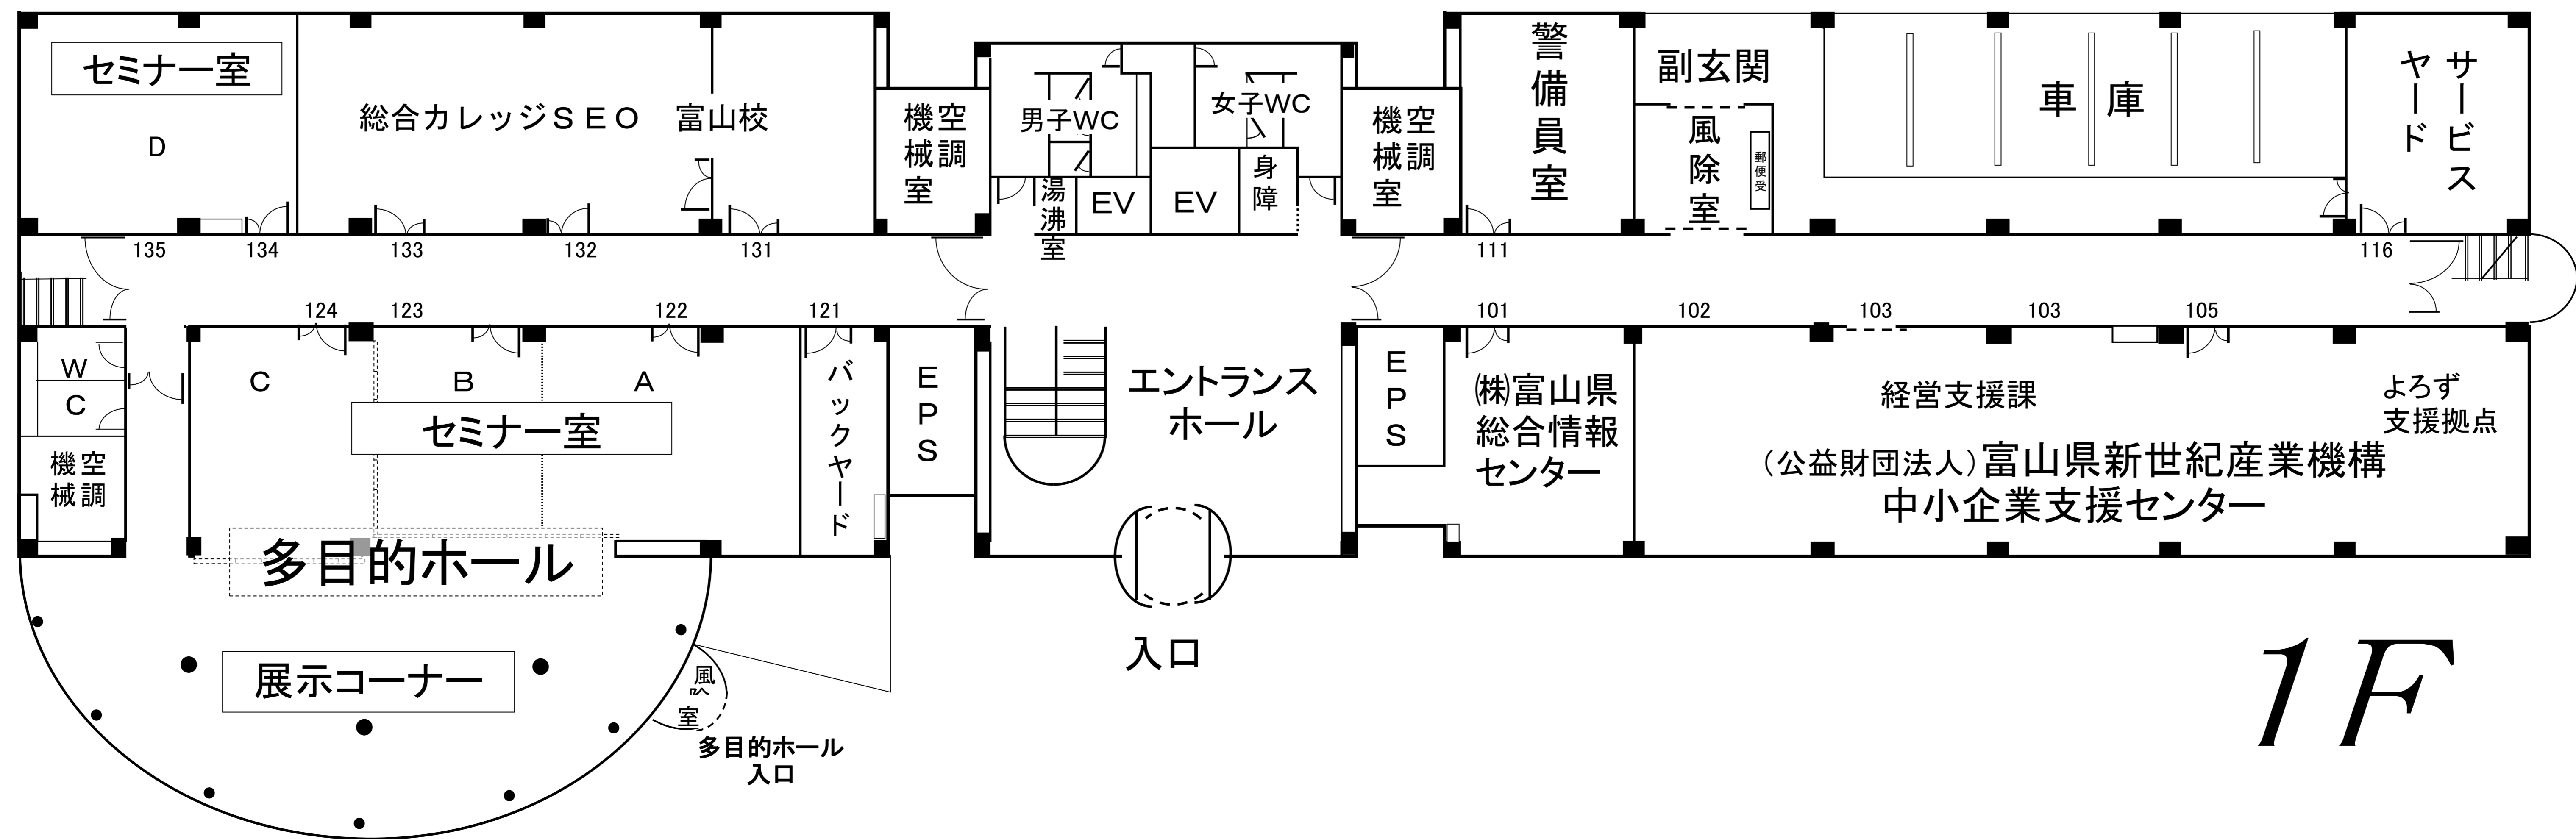 セミナー室
D
総合カレッジＳＥＯ　富山校
空調
機械室
男子WC
女子WC
湯沸室
EV
EV
身障
空調
機械室
警備員室
副玄関
風除室
郵便受
車庫
サービス
ヤード
135
134
133
132
131
111
116
124
123
122
121
101
102
103
103
105
WC
空調
機械
C
B
A
セミナー室
多目的ホール
展示コーナー
バックヤード
EPS
エントランス
ホール
EPS
㈱富山県
総合情報
センター
経営支援課
よろず
支援拠点
（公益財団法人）富山県新世紀産業機構
中小企業支援センター
入口
風除室
多目的ホール
入口
1F